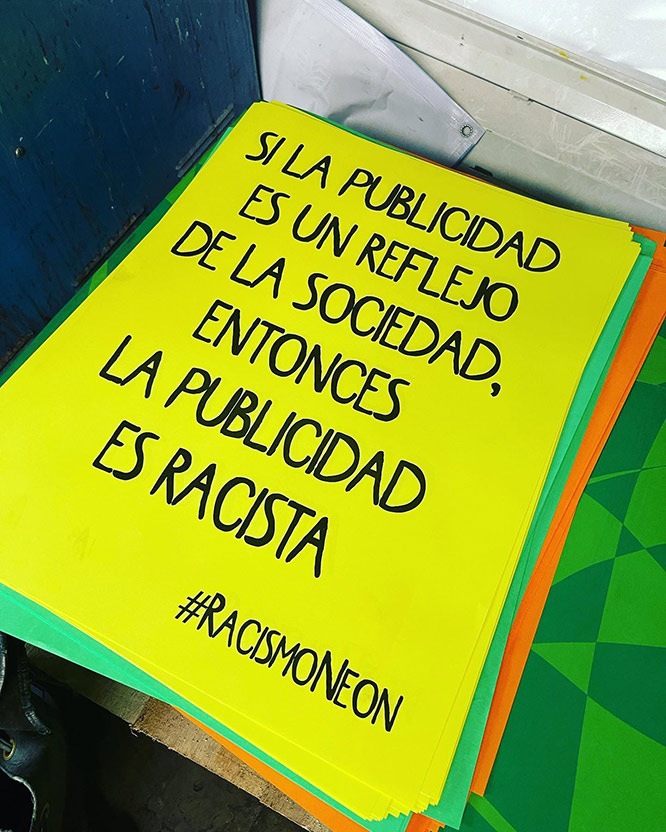 SI LA PUBLICIDAD
ES UN REFLEJO
DE LA SOCIEDAD,
ENTONCES
LA PUBLICIDAD
ES RACISTA
#RACISMONEON